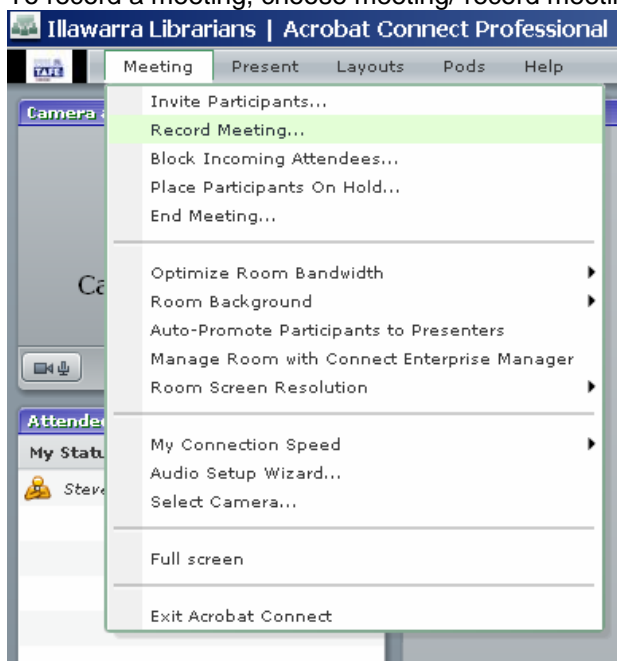 To record a meeting, choose meeting/ record meeti
Illawarra Librarians | Acrobat Connect Professional
TAFE Meeting Present Layouts Pods Help
Camera
Invite Participants...
Record Meeting...
Block Incoming Attendees...
Place Participants On Hold...
End Meeting...
Ca
Optimize Room Bandwidth
Room Background
Auto-Promote Participants to Presenters
Manage Room with Connect Enterprise Manager
Room Screen Resolution
Attende
My Statu
My Connection Speed
Audio Setup Wizard...
Steve
Select Camera...
Full screen
Exit Acrobat Connect